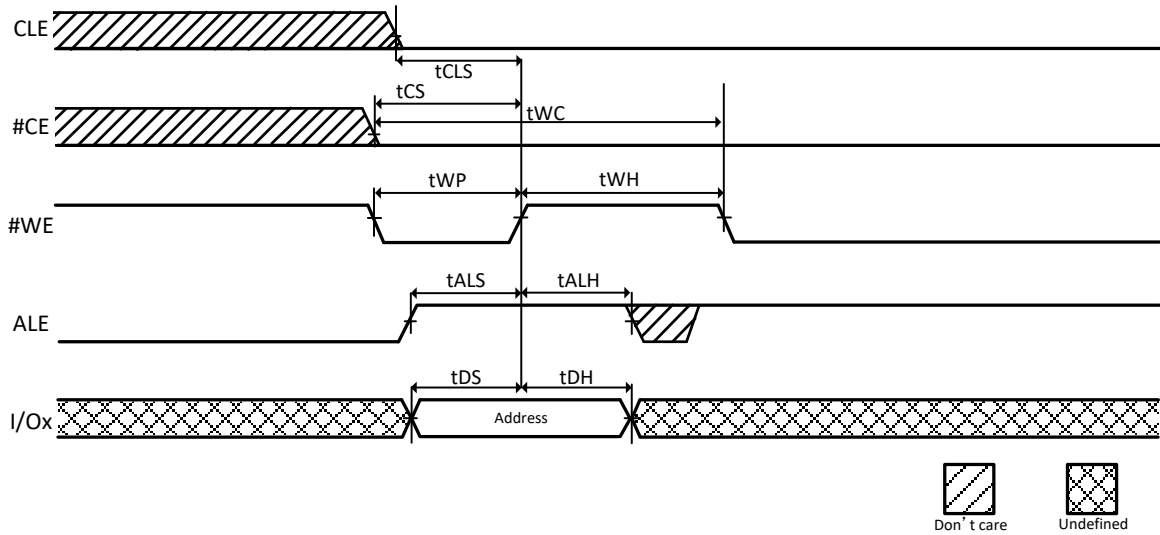 CLE
tCLS
tCS
#CE
tWC
tWP
tWH
#WE
tALS
tALH
ALE
tDS
tDH
I/Ox
Address
Don’t care
Undefined